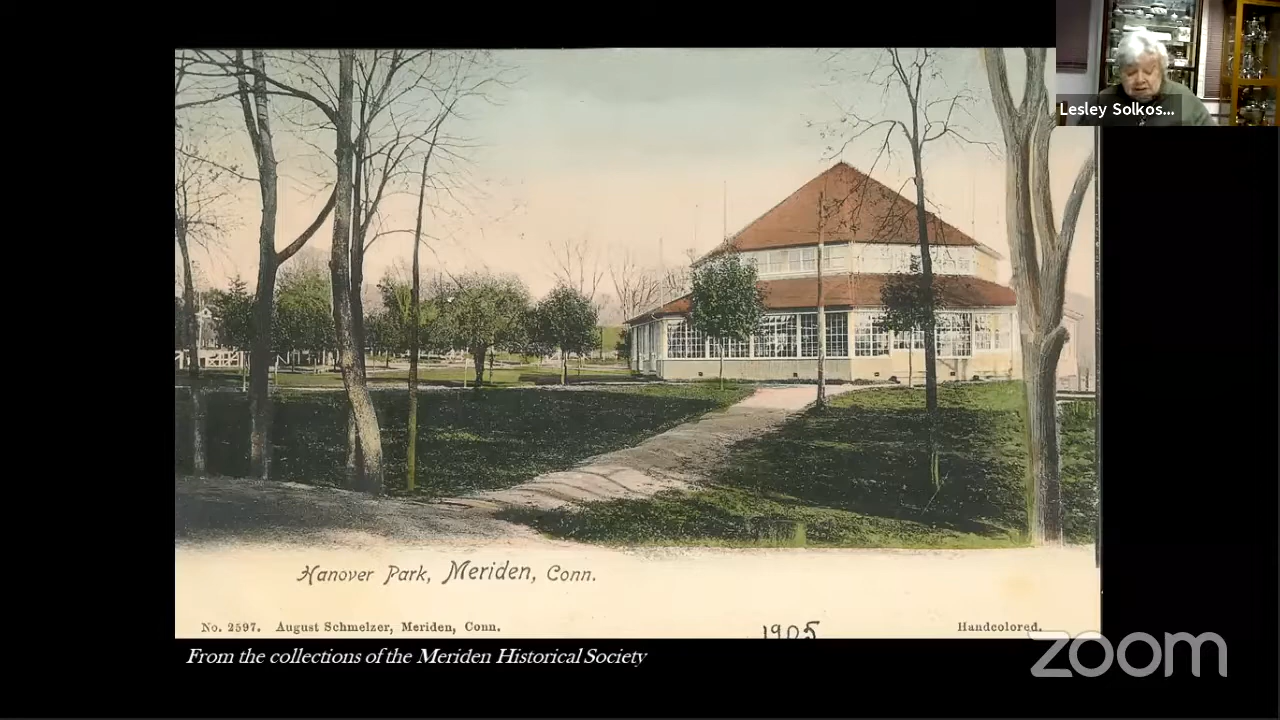 Lesley Solkos...
Hanover Park, Meriden, Conn.
No. 2597. August Schmelzer, Meriden, Conn.
1905
Handcolored.
From the collections of the Meriden Historical Society
zoom